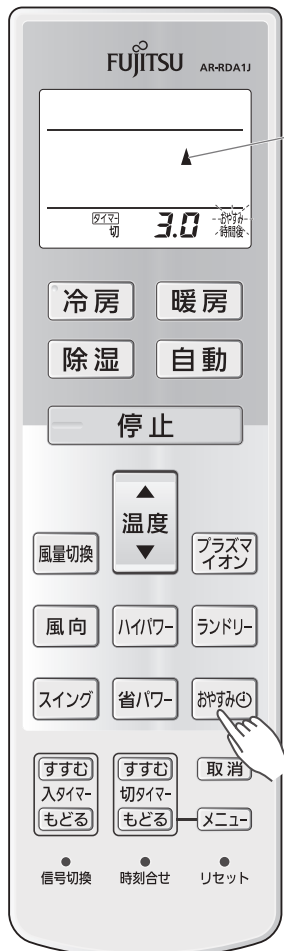 FUJITSU AR-RDA1J
タイマー
切 3.0 おやすみ
時間後
冷房 暖房
除湿 自動
停止
温度
風量切換 プラズマ
イオン
風向 ハイパワー ランドリー
スイング 省パワー おやすみ
すすむ すすむ 取消
入タイマー 切タイマー
もどる もどる メニュー
信号切換 時刻合せ リセット